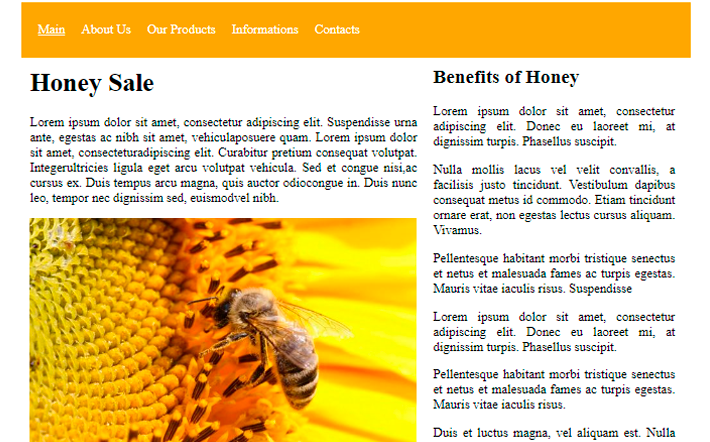 Main About Us Our Products Informations Contacts
Honey Sale
Lorem ipsum dolor sit amet, consectetur adipiscing elit. Suspendisse urna
ante, egestas ac nibh sit amet, vehiculaposuere quam. Lorem ipsum dolor
sit amet, consecteturadipiscing elit. Curabitur pretium consequat volutpat.
Integerultricies ligula eget arcu volutpat vehicula. Sed et congue nisi,ac
cursus ex. Duis tempus arcu magna, quis auctor odiocongue in. Duis nunc
leo, tempor nec dignissim sed, euismodvel nibh.
Benefits of Honey
Lorem ipsum dolor sit amet, consectetur
adipiscing elit. Donec eu laoreet mi, at
dignissim turpis. Phasellus suscipit.
Nulla mollis lacus vel velit convallis, a
facilisis justo tincidunt. Vestibulum dapibus
consequat metus id commodo. Etiam tincidunt
ornare erat, non egestas lectus cursus aliquam.
Vivamus.
Pellentesque habitant morbi tristique senectus
et netus et malesuada fames ac turpis egestas.
Mauris vitae iaculis risus. Suspendisse
Lorem ipsum dolor sit amet, consectetur
adipiscing elit. Donec eu laoreet mi, at
dignissim turpis. Phasellus suscipit.
Pellentesque habitant morbi tristique senectus
et netus et malesuada fames ac turpis egestas.
Mauris vitae iaculis risus.
Duis et luctus magna, vel aliquam est. Nulla